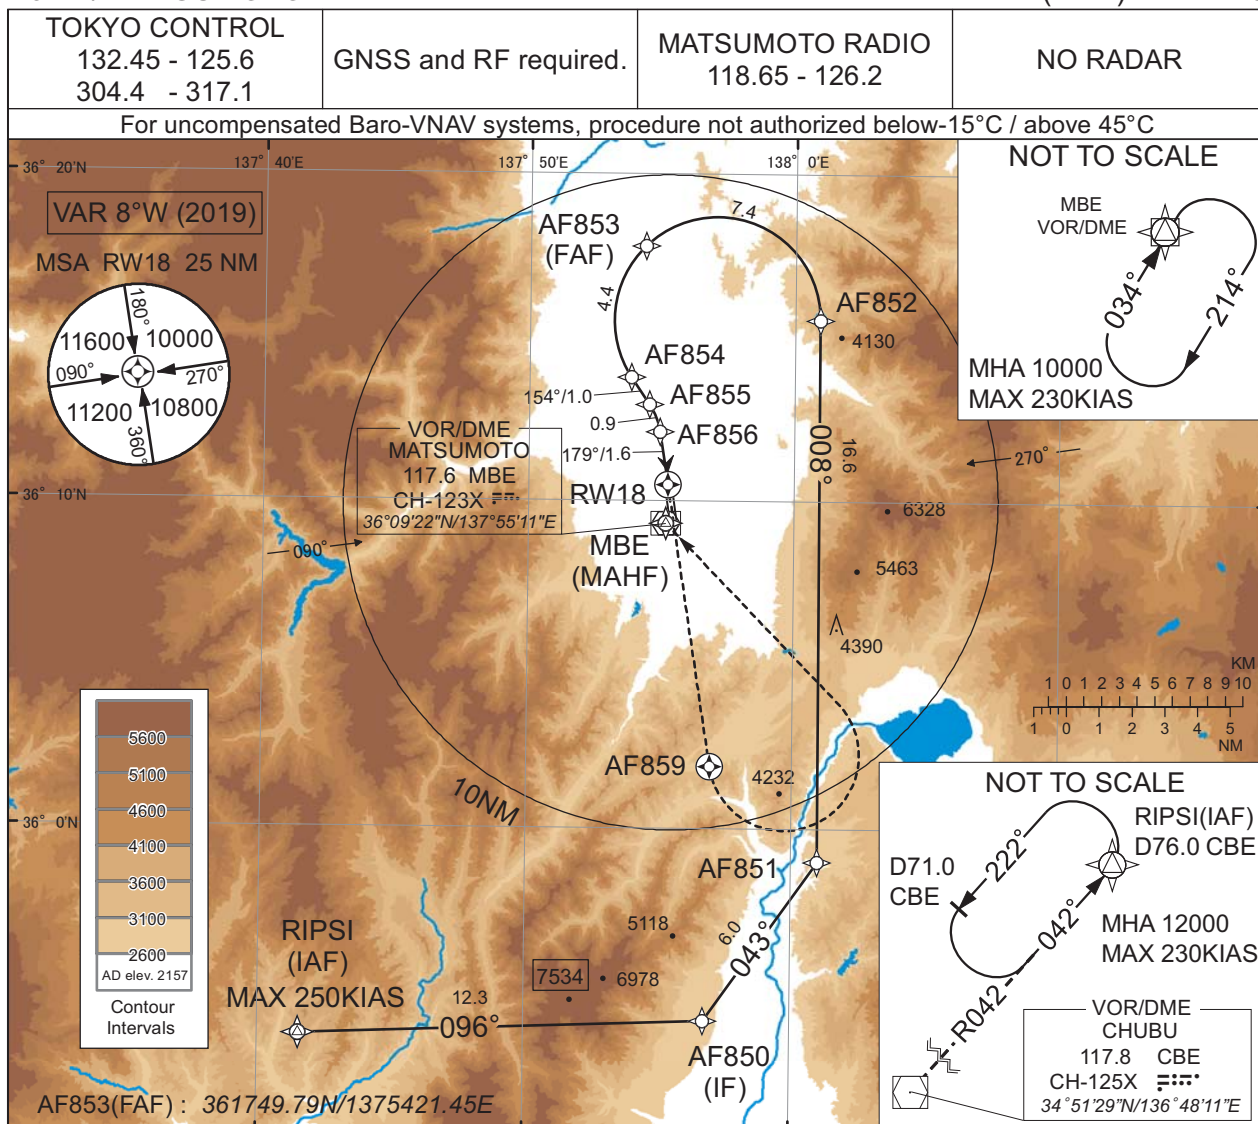 TOKYO CONTROL
132.45 - 125.6
304.4 - 317.1
GNSS and RF required.
MATSUMOTO RADIO
118.65 - 126.2
NO RADAR
For uncompensated Baro-VNAV systems, procedure not authorized below-15°C / above 45°C
36° 20'N
137° 40'E
137° 50'E
138° 0'E
NOT TO SCALE
MBE
VOR/DME
034°
214°
MHA 10000
MAX 230KIAS
VAR 8°W (2019)
MSA RW18 25 NM
180°
11600
10000
090°
270°
11200
10800
360°
AF853
(FAF)
7.4
4.4
AF852
4130
AF854
154°/1.0
AF855
0.9
AF856
179°/1.6
VOR/DME
MATSUMOTO
117.6 MBE
CH-123X
36°09'22"N/137°55'11"E
RW18
MBE
(MAHF)
008°
16.6
270°
36° 10'N
6328
090°
5463
4390
KM
1 0 1 2 3 4 5 6 7 8 9 10
1 0 1 2 3 4 5
NM
5600
5100
4600
4100
3600
3100
2600
AD elev. 2157
Contour
Intervals
AF859
4232
10NM
36° 0'N
AF851
NOT TO SCALE
RIPSI(IAF)
D76.0 CBE
D71.0
CBE
222°
042°
MHA 12000
MAX 230KIAS
R042
VOR/DME
CHUBU
117.8 CBE
CH-125X
34°51'29"N/136°48'11"E
RIPSI
(IAF)
MAX 250KIAS
12.3
096°
5118
7534
6978
6.0
043°
AF850
(IF)
AF853(FAF) : 361749.79N/1375421.45E